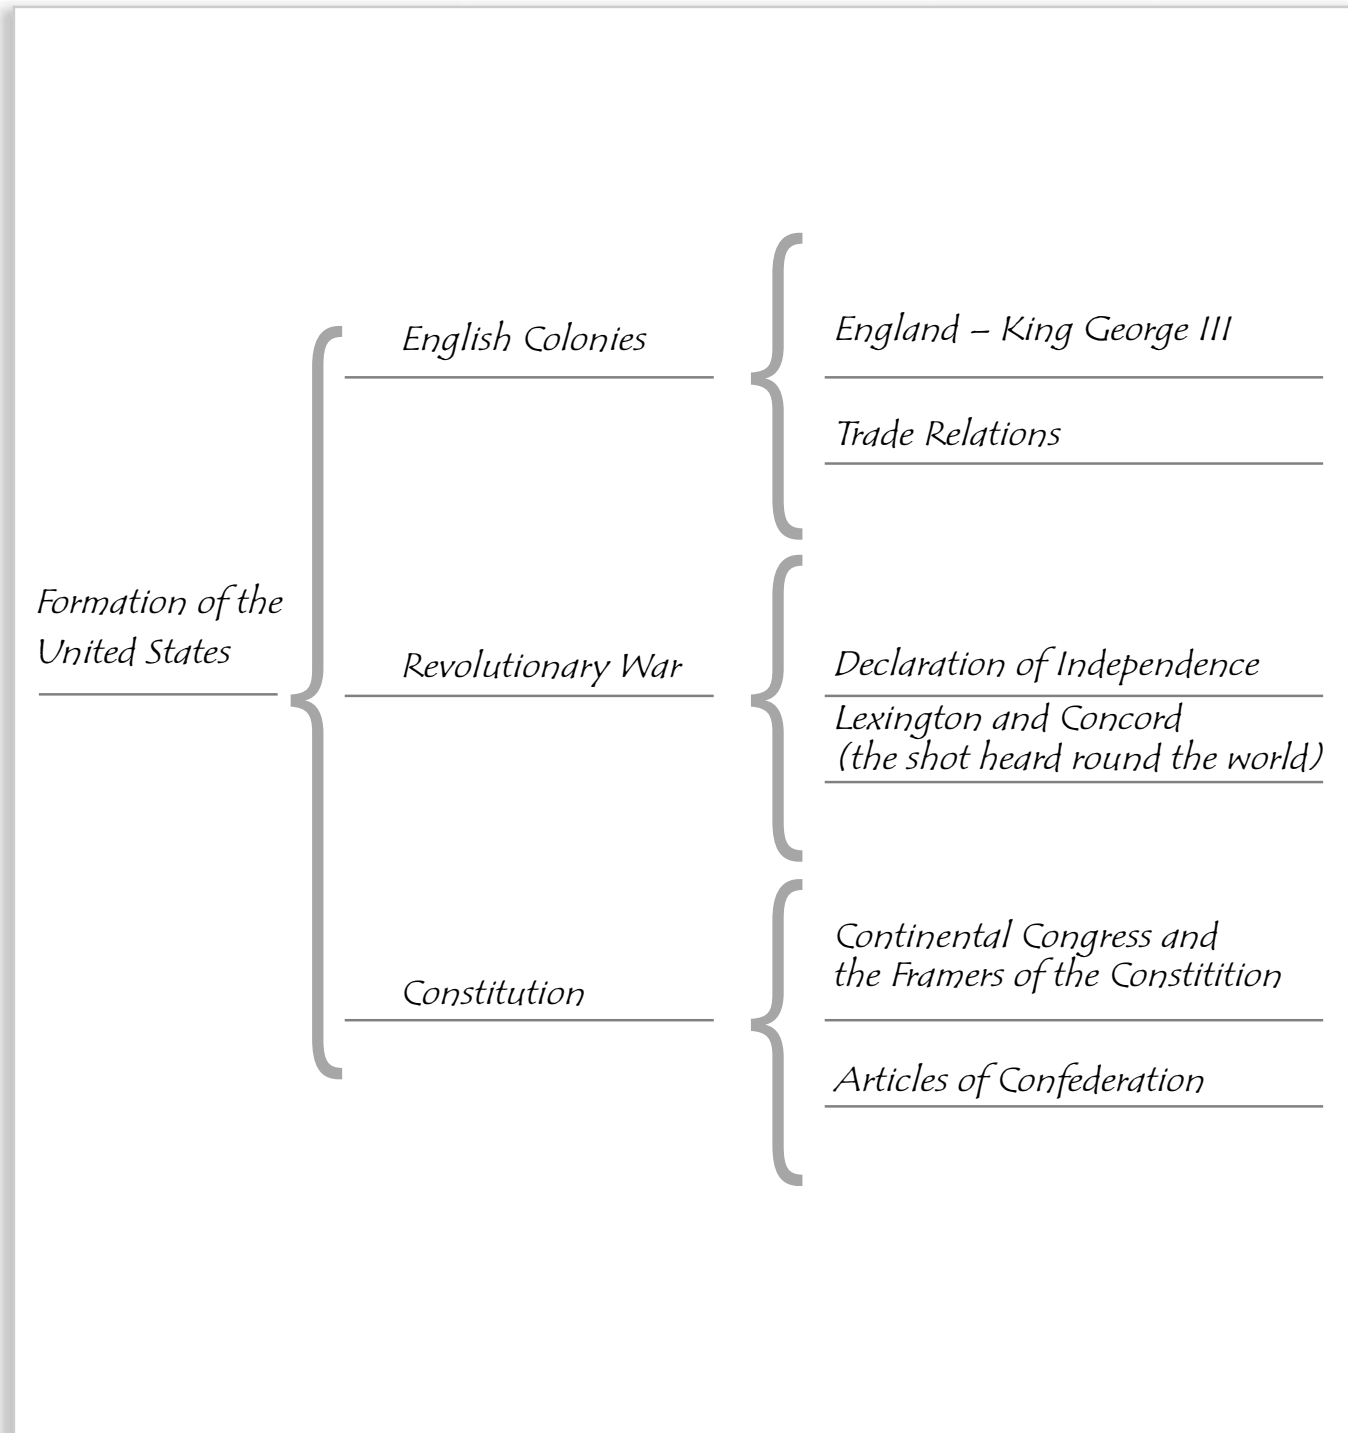 Formation of the
United States
English Colonies
England – King George III
Trade Relations
Revolutionary War
Declaration of Independence
Lexington and Concord
(the shot heard round the world)
Constitution
Continental Congress and
the Framers of the Constitition
Articles of Confederation